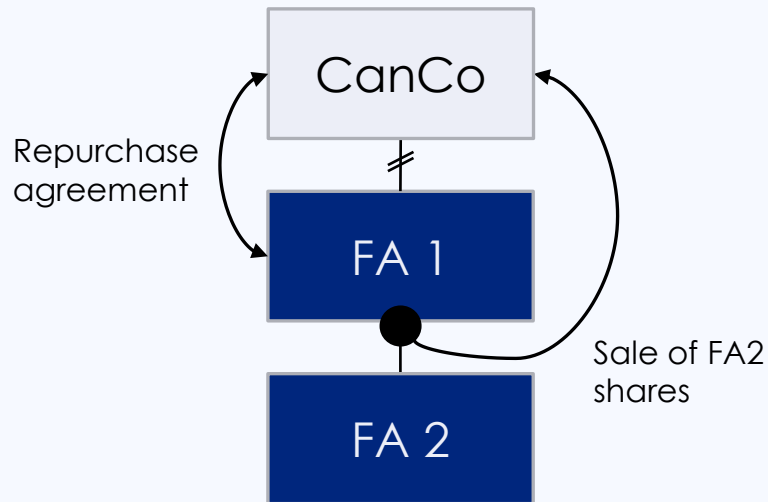 CanCo
Repurchase
agreement
FA 1
Sale of FA2
shares
FA 2